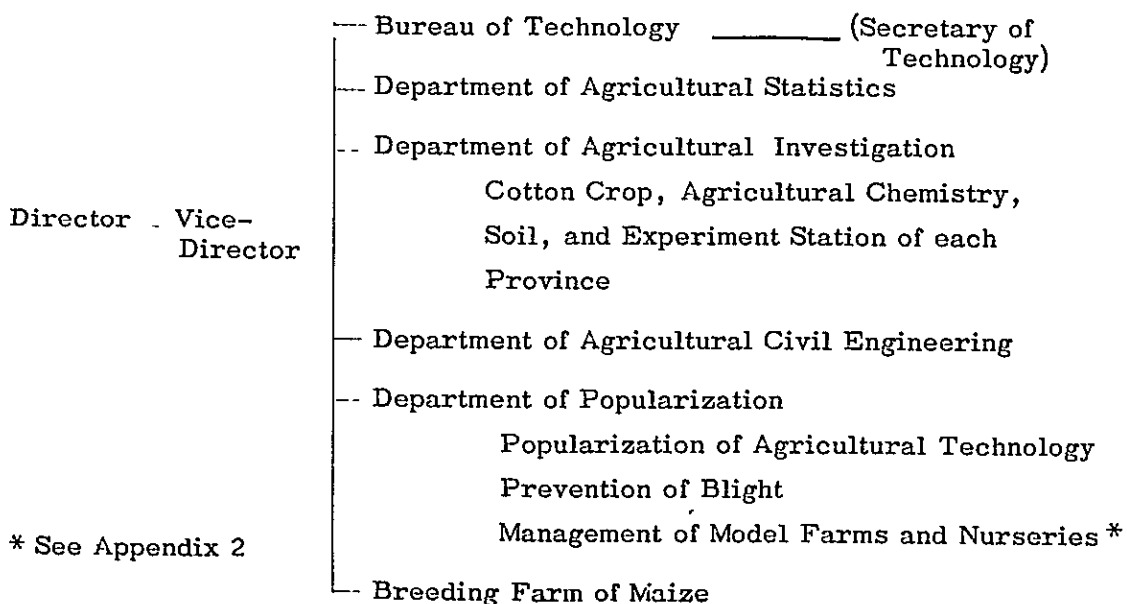 Bureau of Technology (Secretary of
Technology)
Department of Agricultural Statistics
Department of Agricultural Investigation
Cotton Crop, Agricultural Chemistry,
Director - Vice-
Director
Soil, and Experiment Station of each
Province
Department of Agricultural Civil Engineering
Department of Popularization
Popularization of Agricultural Technology
Prevention of Blight
Management of Model Farms and Nurseries *
* See Appendix 2
Breeding Farm of Maize